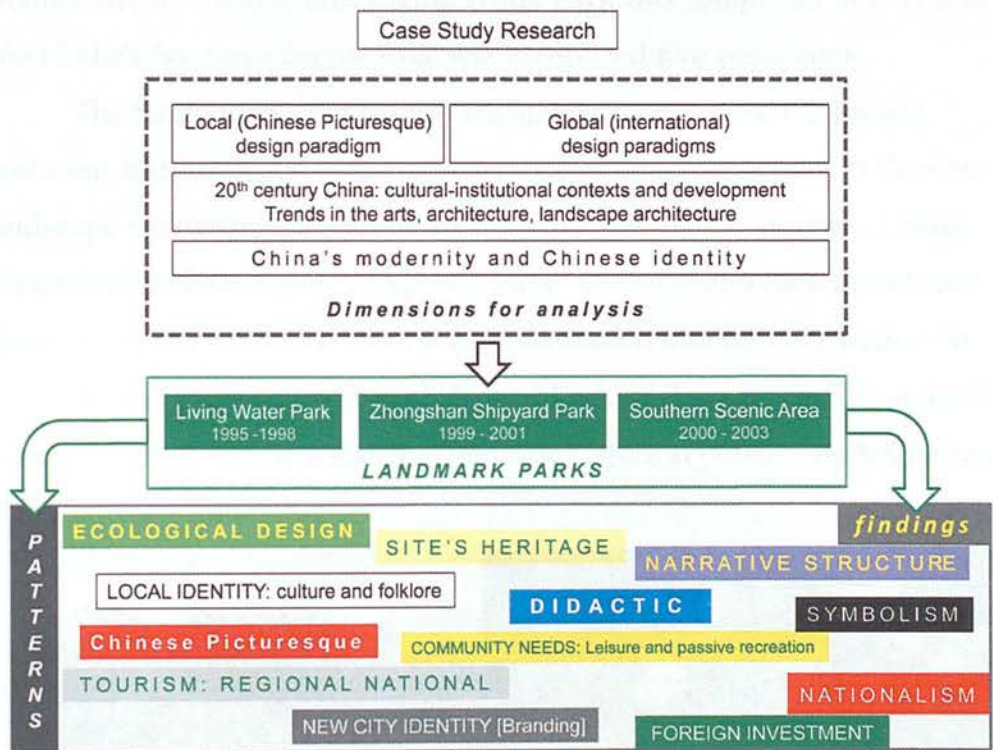 Case Study Research
Local (Chinese Picturesque)
design paradigm
Global (international)
design paradigms
20th century China: cultural-institutional contexts and development
Trends in the arts, architecture, landscape architecture
China's modernity and Chinese identity
Dimensions for analysis
Living Water Park
1995 -1998
Zhongshan Shipyard Park
1999 - 2001
Southern Scenic Area
2000 - 2003
LANDMARK PARKS
PATTERNS
findings
ECOLOGICAL DESIGN
SITE'S HERITAGE
NARRATIVE STRUCTURE
LOCAL IDENTITY: culture and folklore
DIDACTIC
SYMBOLISM
Chinese Picturesque
COMMUNITY NEEDS: Leisure and passive recreation
TOURISM: REGIONAL NATIONAL
NATIONALISM
NEW CITY IDENTITY [Branding]
FOREIGN INVESTMENT